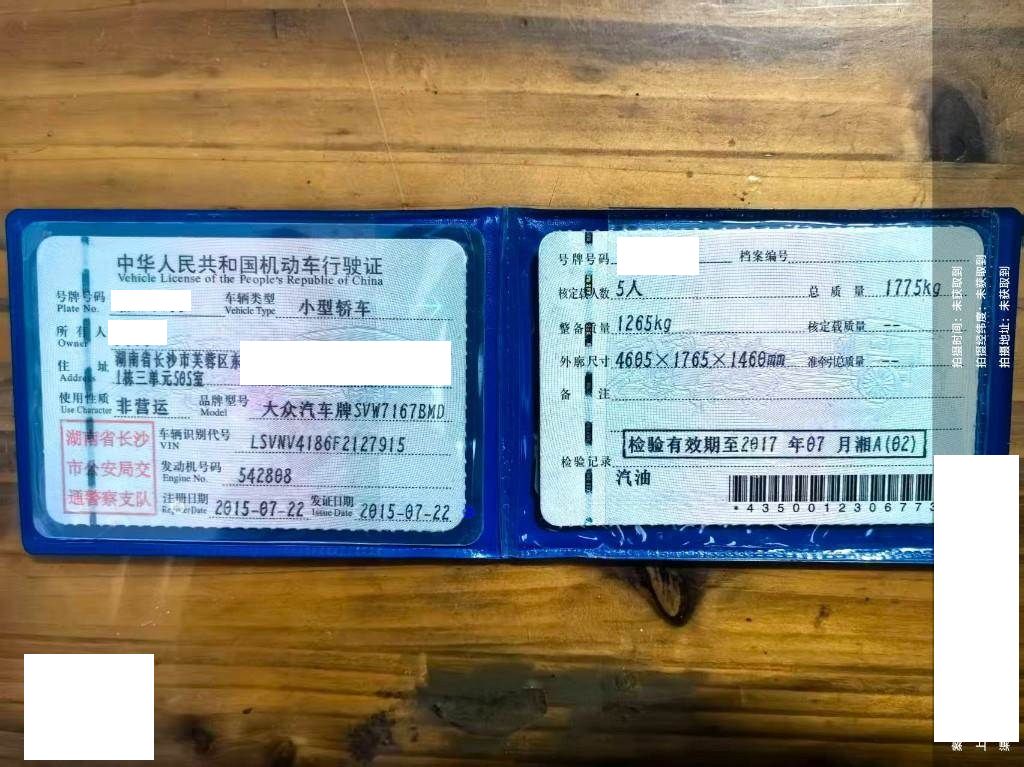 中华人民共和国机动车行驶证
Vehicle License of the People's Republic of China
号牌号码
Plate No.
车辆类型
Vehicle Type
小型轿车
所有人
Owner
住址
Address
湖南省长沙市芙蓉区东
1栋三单元505室
使用性质
Use Character
非营运
品牌型号
Model
大众汽车牌SVW7167BMD
湖南省长沙
市公安局交
通警察支队
车辆识别代号
VIN
LSVNV4186F2127915
发动机号码
Engine No.
542808
注册日期
Register Date
2015-07-22
发证日期
Issue Date
2015-07-22
号牌号码
档案编号
核定载人数
5人
总质量
1775kg
整备质量
1265kg
核定载质量
--
外廓尺寸
4605×1765×1460mm
准牵引总质量
--
备注
检验有效期至2017 年07 月湘A(02)
检验记录
汽油
*4350012306773
拍摄时间：未获取到
拍摄经纬度：未获取到
拍摄地址：未获取到